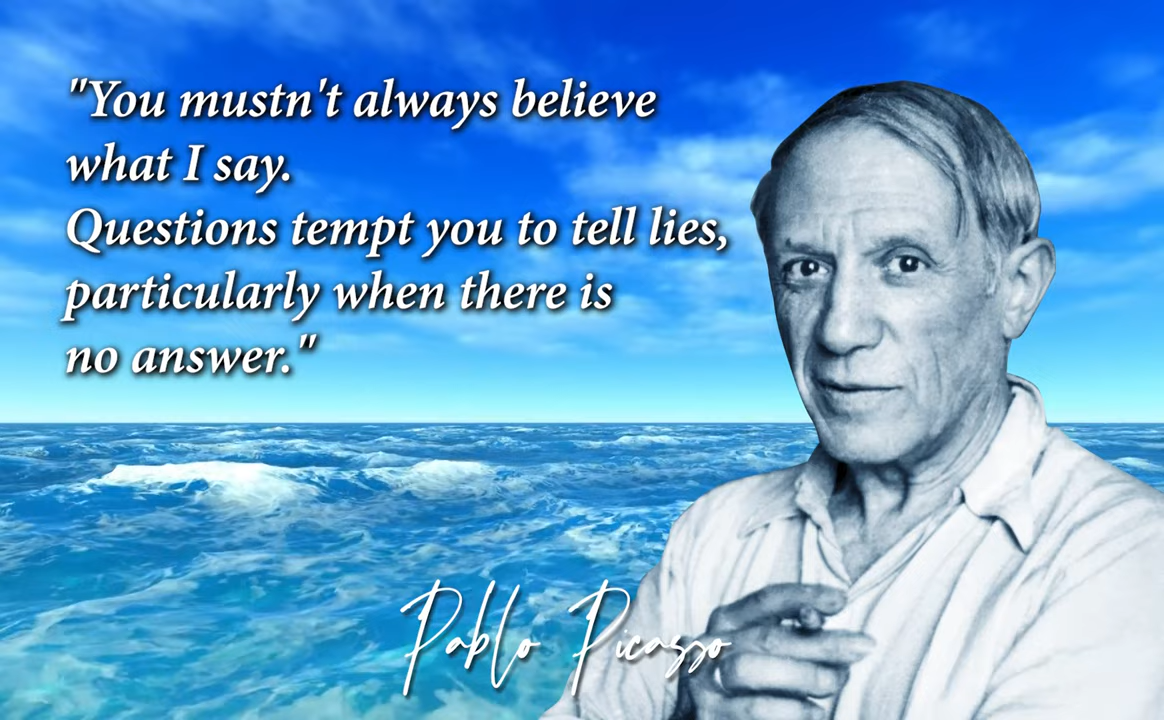 "You mustn't always believe
what I say.
Questions tempt you to tell lies,
particularly when there is
no answer."
Pablo Picasso